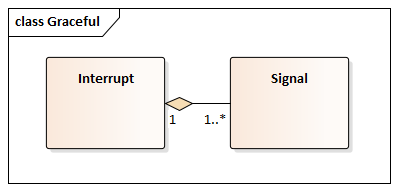 class Graceful
Interrupt
Signal
1
1..*